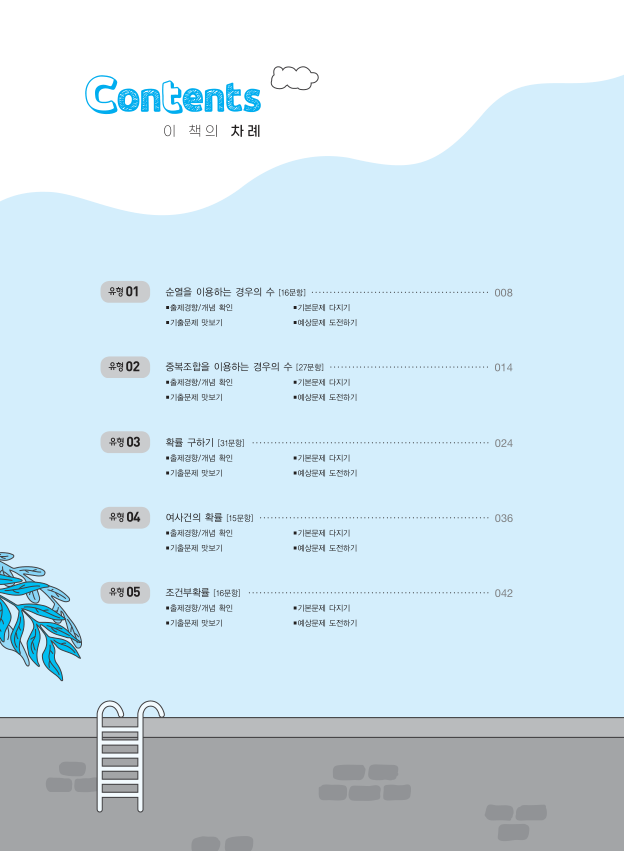 Contents
이 책의 차례
유형 01 순열을 이용하는 경우의 수 [16문항] 008
▪출제경향/개념 확인 ▪기본문제 다지기
▪기출문제 맛보기 ▪예상문제 도전하기
유형 02 중복조합을 이용하는 경우의 수 [27문항] 014
▪출제경향/개념 확인 ▪기본문제 다지기
▪기출문제 맛보기 ▪예상문제 도전하기
유형 03 확률 구하기 [31문항] 024
▪출제경향/개념 확인 ▪기본문제 다지기
▪기출문제 맛보기 ▪예상문제 도전하기
유형 04 여사건의 확률 [15문항] 036
▪출제경향/개념 확인 ▪기본문제 다지기
▪기출문제 맛보기 ▪예상문제 도전하기
유형 05 조건부확률 [16문항] 042
▪출제경향/개념 확인 ▪기본문제 다지기
▪기출문제 맛보기 ▪예상문제 도전하기